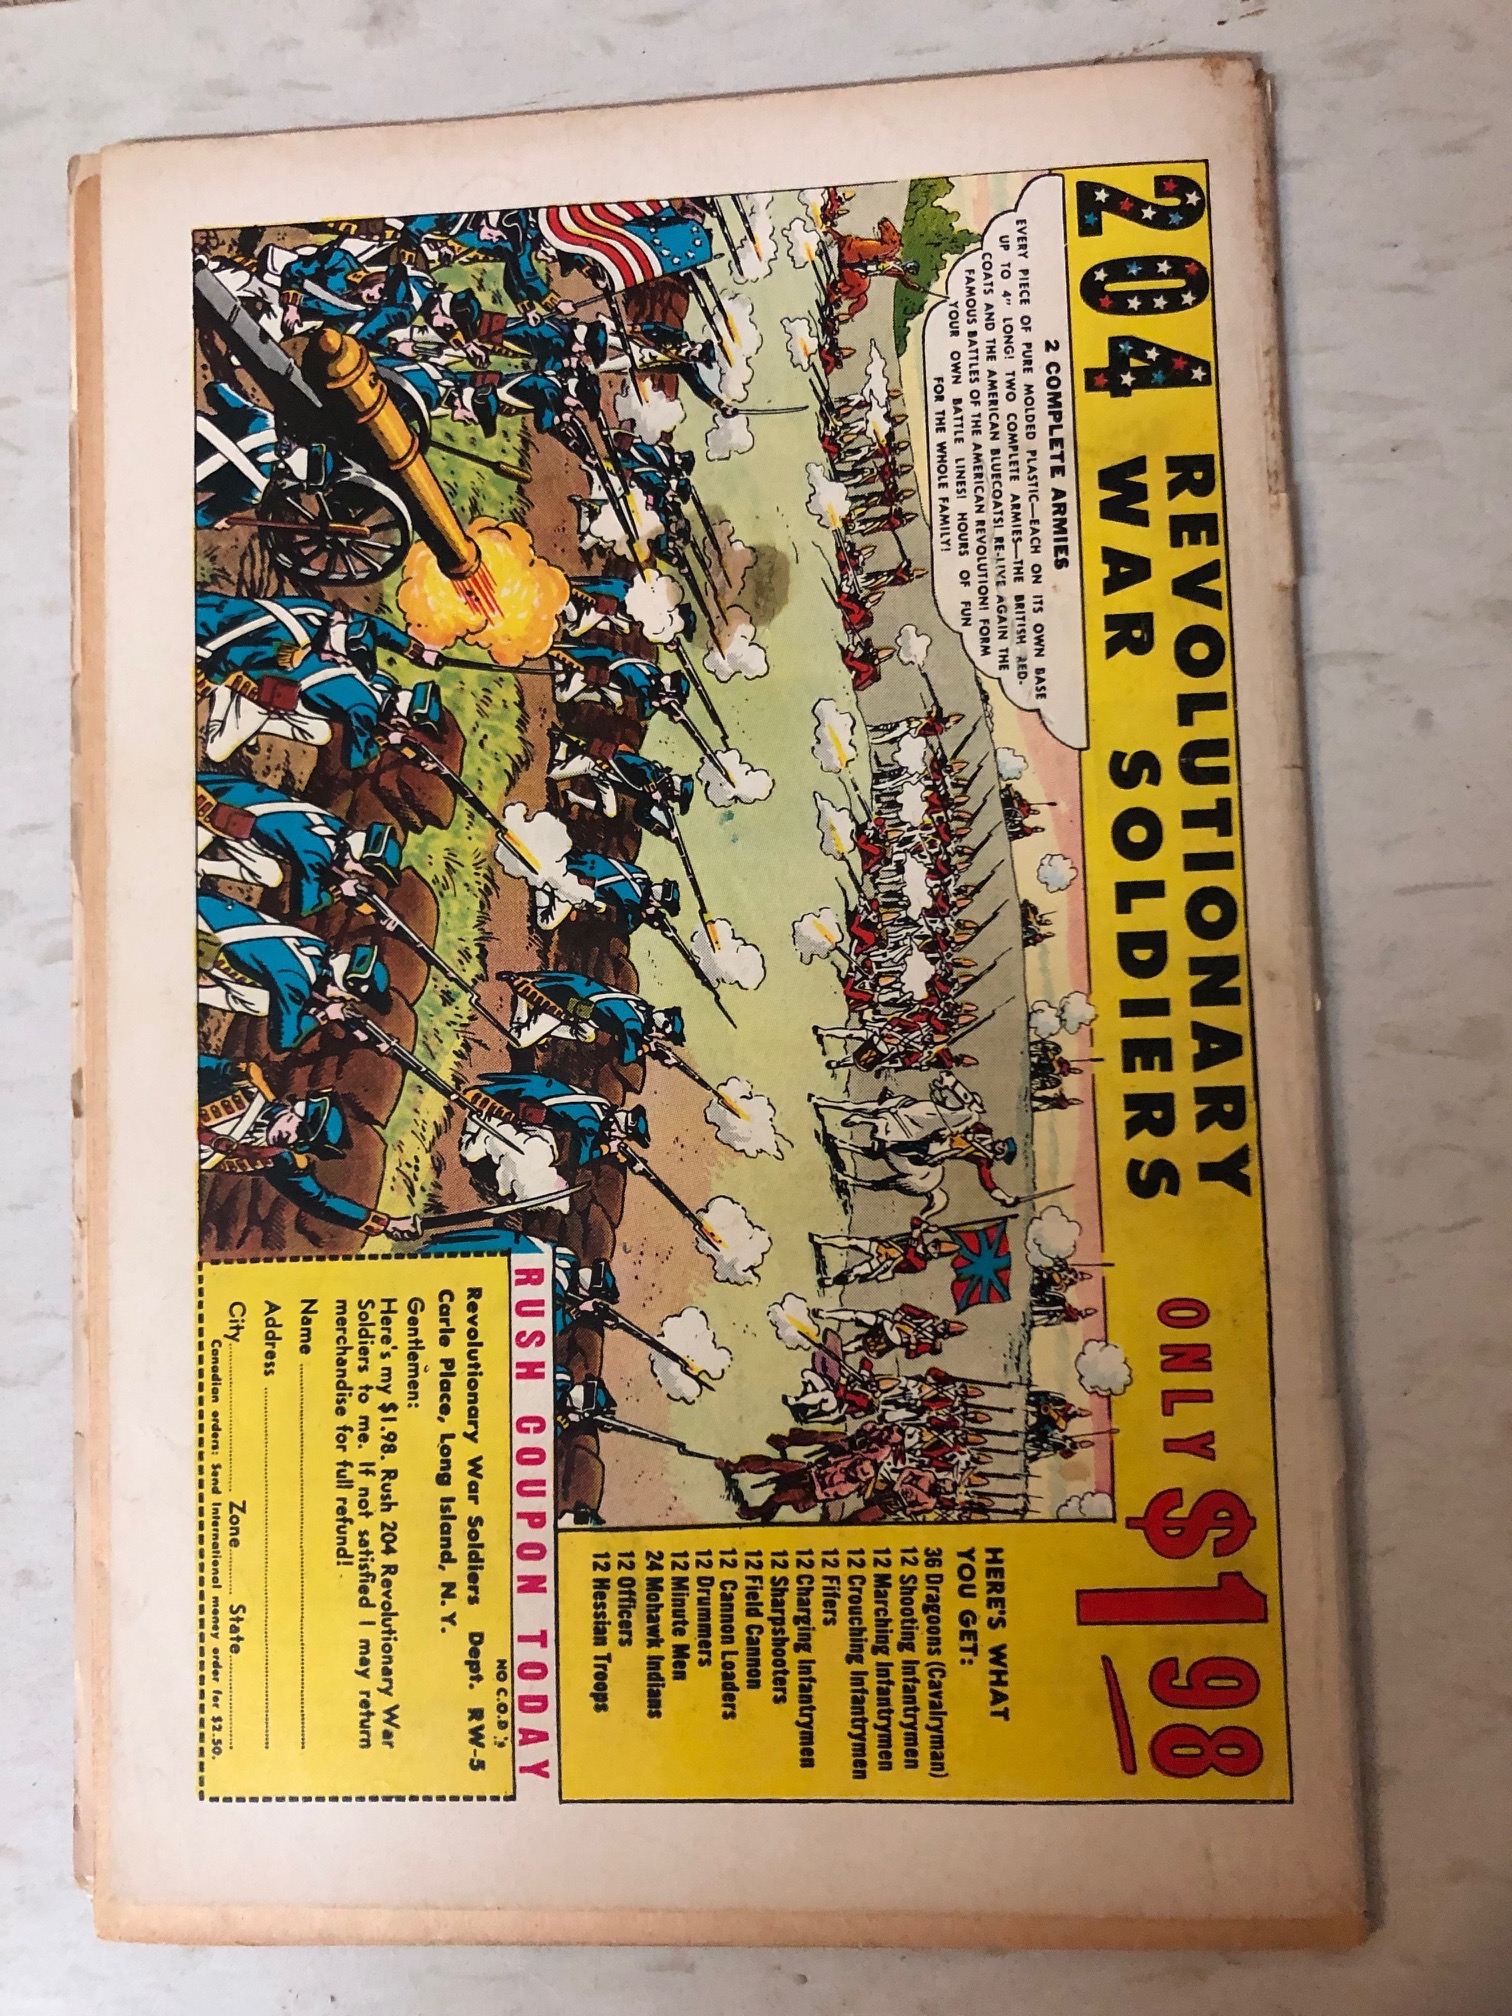 204 REVOLUTIONARY
WAR SOLDIERS ONLY $1.98
2 COMPLETE ARMIES
EVERY PIECE OF PURE MOLDED PLASTIC—EACH ON ITS OWN BASE
UP TO 4" LONG! TWO COMPLETE ARMIES—THE BRITISH RED-
COATS AND THE AMERICAN BLUECOATS! RE-LIVE AGAIN THE
FAMOUS BATTLES OF THE AMERICAN REVOLUTION! FORM
YOUR OWN BATTLE LINES! HOURS OF FUN
FOR THE WHOLE FAMILY!
HERE'S WHAT
YOU GET:
36 Dragoons (Cavalryman)
12 Shooting Infantrymen
12 Marching Infantrymen
12 Crouching Infantrymen
12 Fifers
12 Charging Infantrymen
12 Sharpshooters
12 Field Cannon
12 Cannon Loaders
12 Drummers
12 Minute Men
24 Mohawk Indians
12 Officers
12 Hessian Troops
RUSH COUPON TODAY
NO C.O.D.'s
Revolutionary War Soldiers Dept. RW-5
Carle Place, Long Island, N. Y.
Gentlemen:
Here's my $1.98. Rush 204 Revolutionary War
Soldiers to me. If not satisfied I may return
merchandise for full refund!
Name
Address
City Zone State
Canadian orders: Send International money order for $2.50.